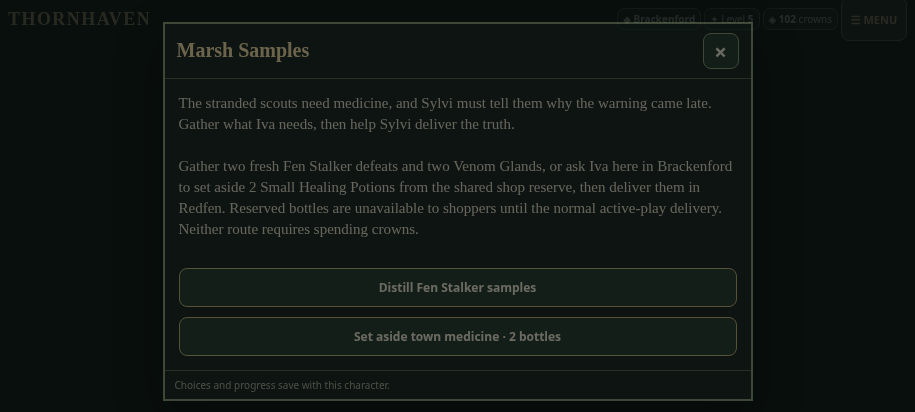 THORNHAVEN
◆ Brackenford
✦ Level 5
◈ 102 crowns
☰ MENU
Marsh Samples
×
The stranded scouts need medicine, and Sylvi must tell them why the warning came late.
Gather what Iva needs, then help Sylvi deliver the truth.
Gather two fresh Fen Stalker defeats and two Venom Glands, or ask Iva here in Brackenford
to set aside 2 Small Healing Potions from the shared shop reserve, then deliver them in
Redfen. Reserved bottles are unavailable to shoppers until the normal active-play delivery.
Neither route requires spending crowns.
Distill Fen Stalker samples
Set aside town medicine · 2 bottles
Choices and progress save with this character.